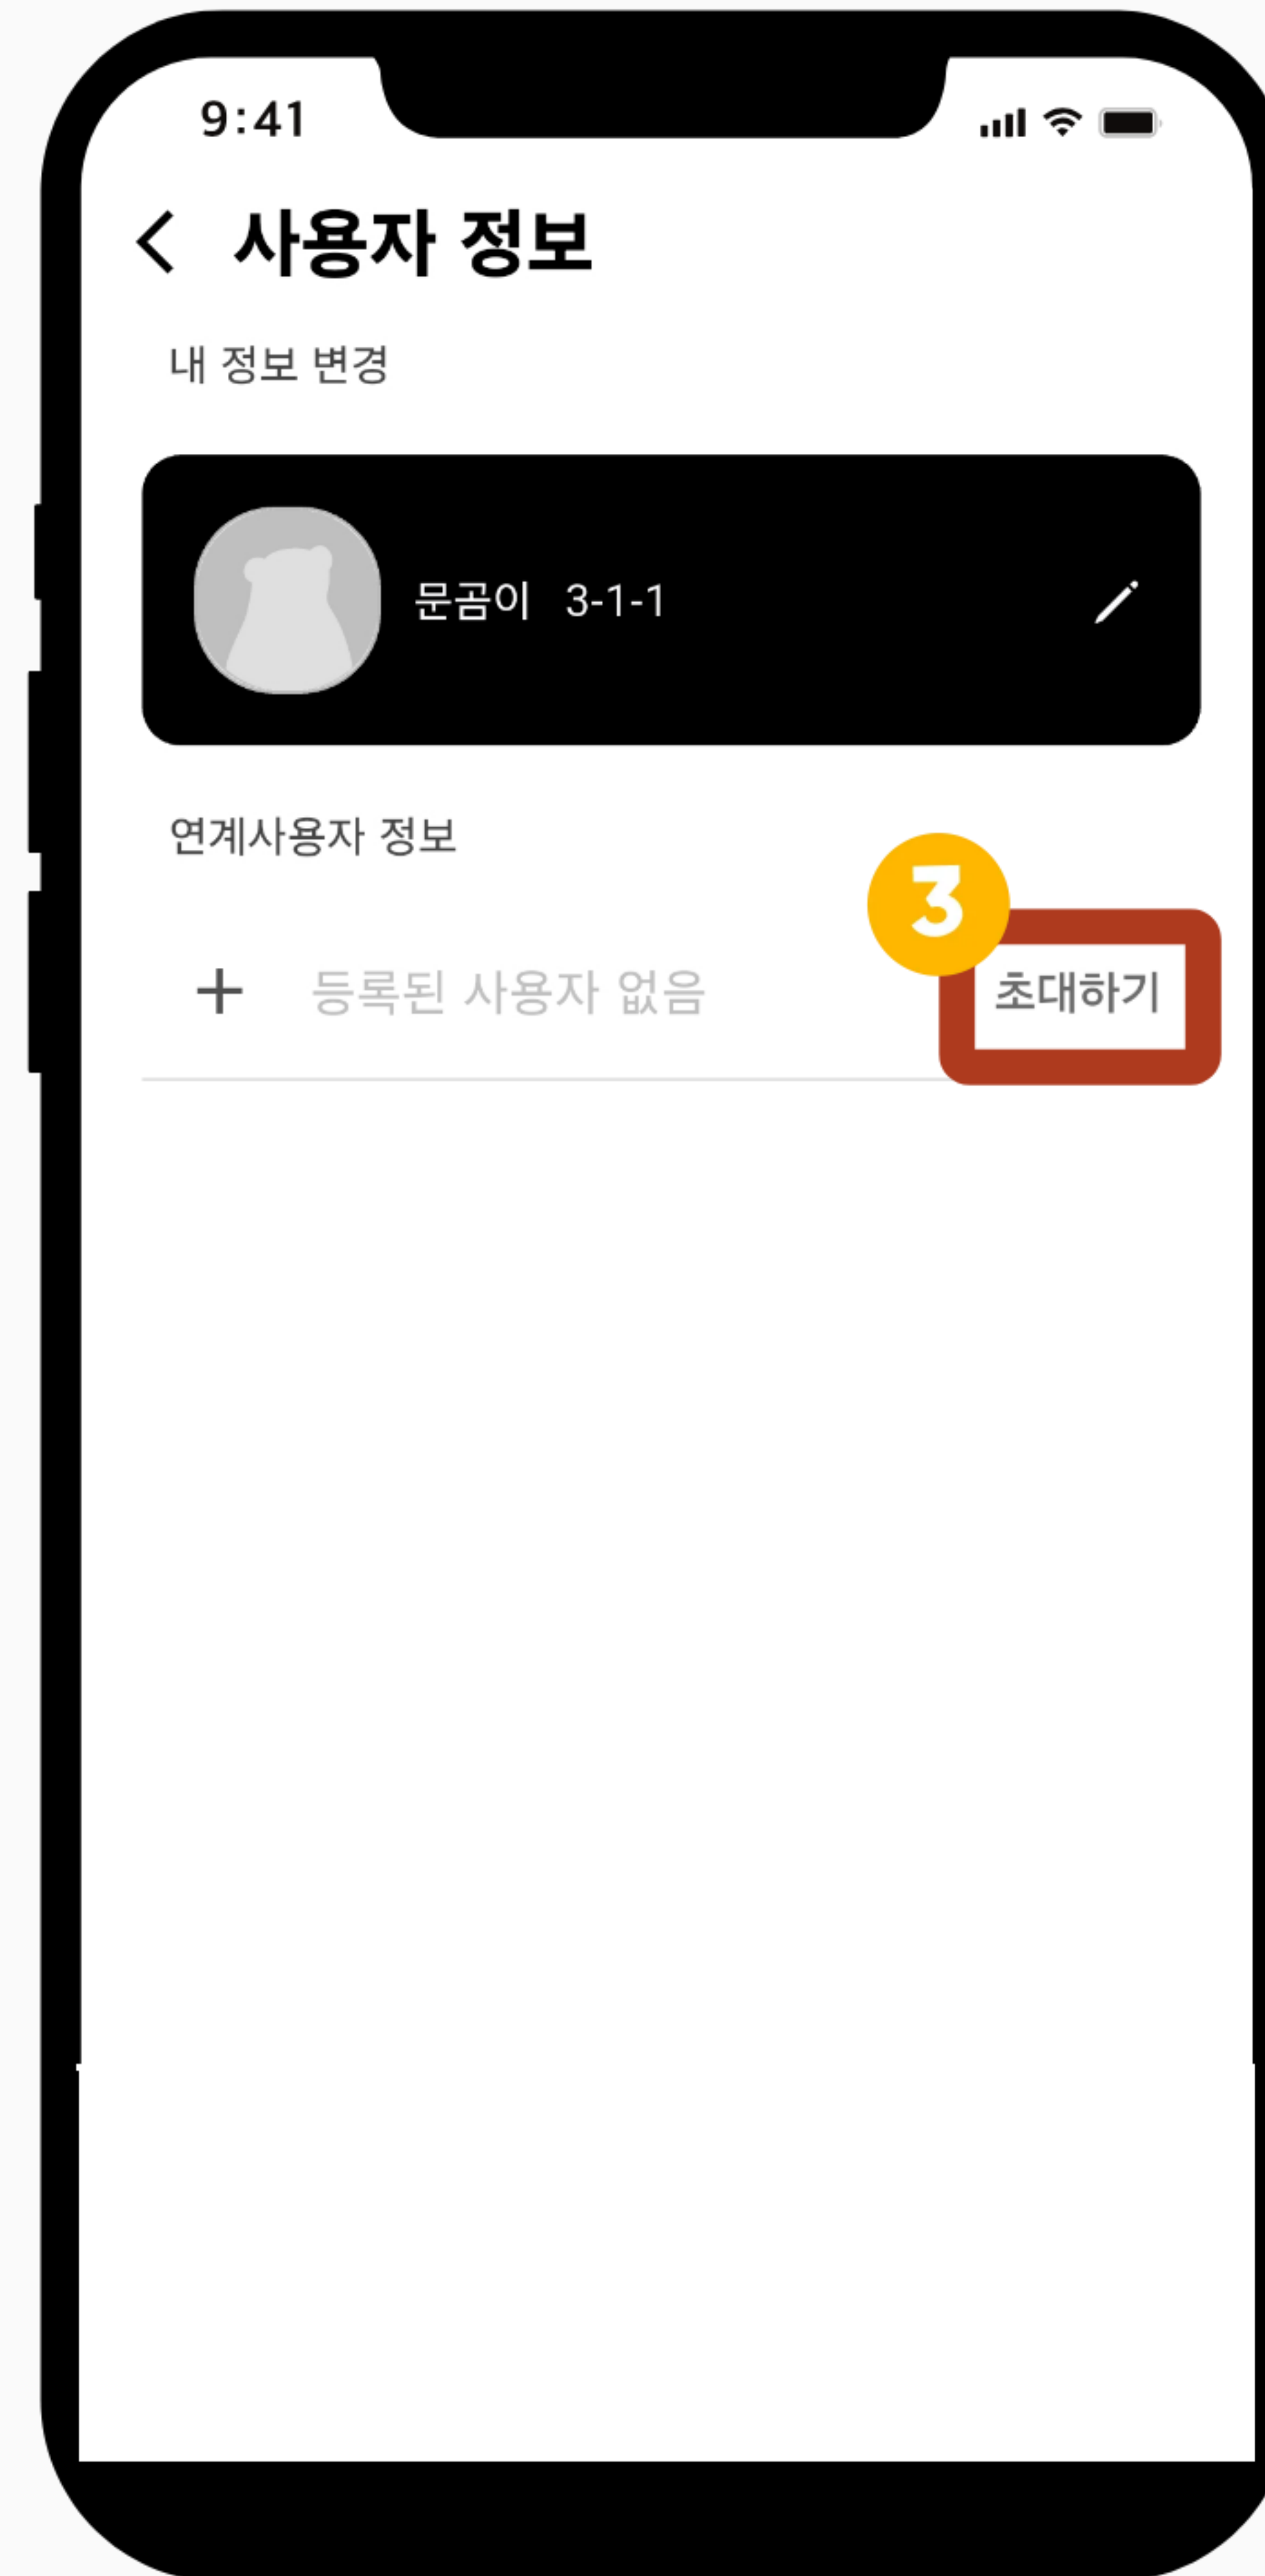 9:41
사용자 정보
내 정보 변경
문곰이 3-1-1
연계사용자 정보
3
+ 등록된 사용자 없음 초대하기